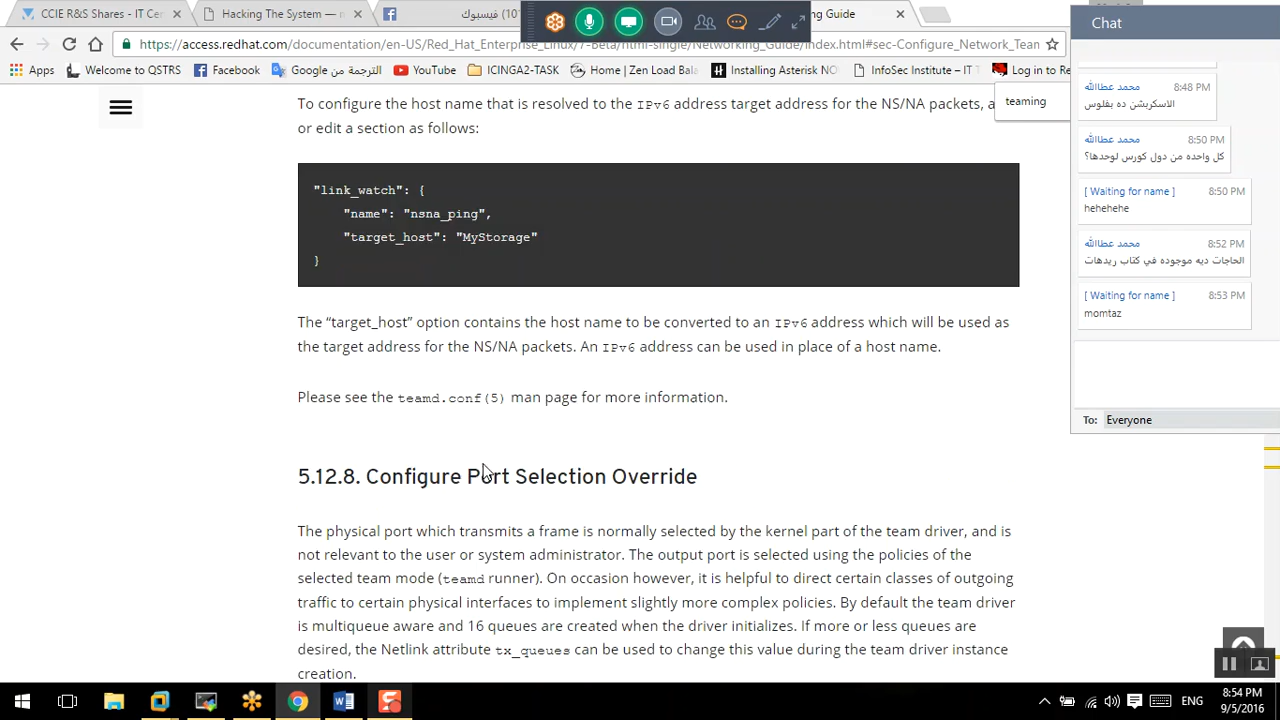 CCIE R&S Shares - IT Cer
Hacking The System —
(10) فيسبوك
ng Guide
Chat
https://access.redhat.com/documentation/en-US/Red_Hat_Enterprise_Linux/7-Beta/html-single/Networking_Guide/index.html#sec-Configure_Network_Team
Apps
Welcome to QSTRS
Facebook
Google الترجمة من
YouTube
ICINGA2-TASK
Home | Zen Load Bala
Installing Asterisk NO
InfoSec Institute – IT T
Log in to Re
teaming
To configure the host name that is resolved to the IPv6 address target address for the NS/NA packets, a
or edit a section as follows:
"link_watch": {
"name": "nsna_ping",
"target_host": "MyStorage"
}
The “target_host” option contains the host name to be converted to an IPv6 address which will be used as
the target address for the NS/NA packets. An IPv6 address can be used in place of a host name.
Please see the teamd.conf(5) man page for more information.
5.12.8. Configure Port Selection Override
The physical port which transmits a frame is normally selected by the kernel part of the team driver, and is
not relevant to the user or system administrator. The output port is selected using the policies of the
selected team mode (teamd runner). On occasion however, it is helpful to direct certain classes of outgoing
traffic to certain physical interfaces to implement slightly more complex policies. By default the team driver
is multiqueue aware and 16 queues are created when the driver initializes. If more or less queues are
desired, the Netlink attribute tx_queues can be used to change this value during the team driver instance
creation.
محمد عطاالله 8:48 PM
الاسكريشن ده بفلوس
محمد عطاالله 8:50 PM
كل واحده من دول كورس لوحدها؟
[ Waiting for name ] 8:50 PM
hehehehe
محمد عطاالله 8:52 PM
الحاجات ديه موجوده في كتاب ريدهات
[ Waiting for name ] 8:53 PM
momtaz
To: Everyone
ENG
8:54 PM
9/5/2016